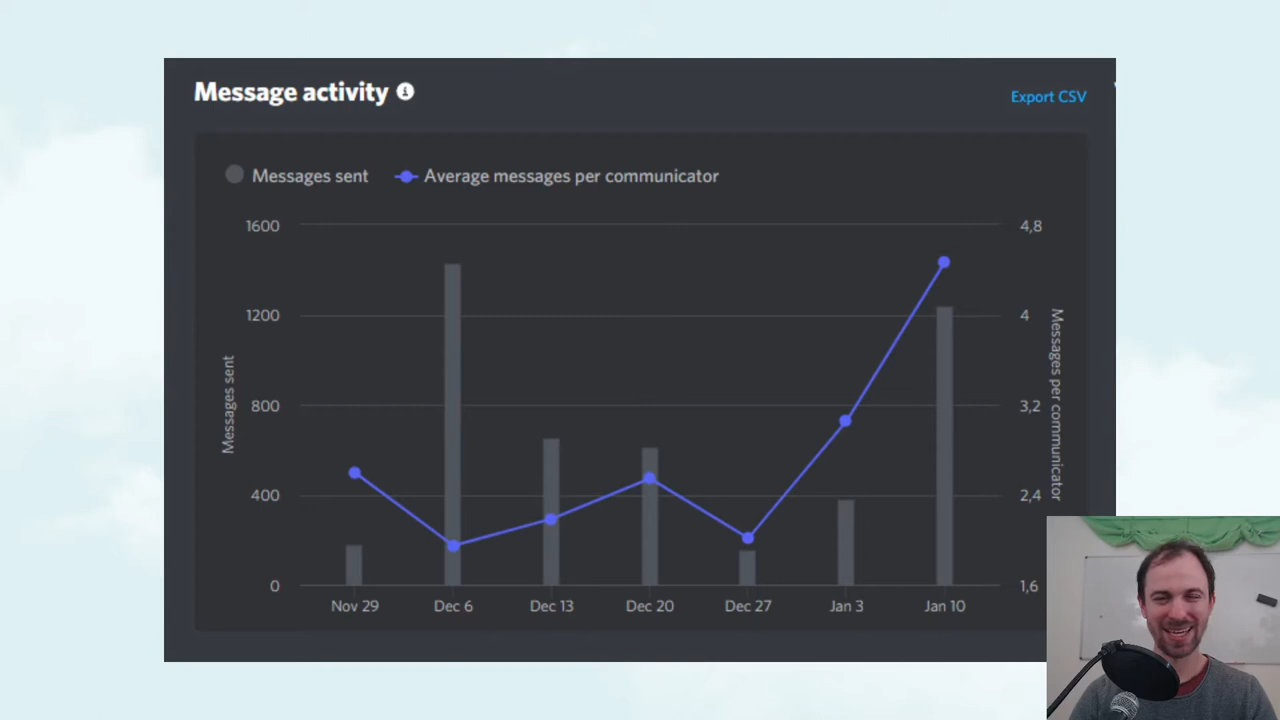 Message activity
Export CSV
Messages sent
Average messages per communicator
1600
4,8
1200
4
800
3,2
400
2,4
0
1,6
Messages sent
Messages per communicator
Nov 29
Dec 6
Dec 13
Dec 20
Dec 27
Jan 3
Jan 10